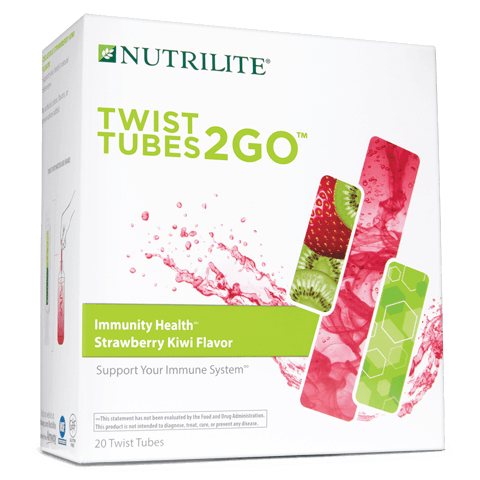 NUTRILITE®
TWIST
TUBES2GO™
Immunity Health
Strawberry Kiwi Flavor
Support Your Immune System
This statement has not been evaluated by the Food and Drug Administration.
This product is not intended to diagnose, treat, cure, or prevent any disease.
20 Twist Tubes